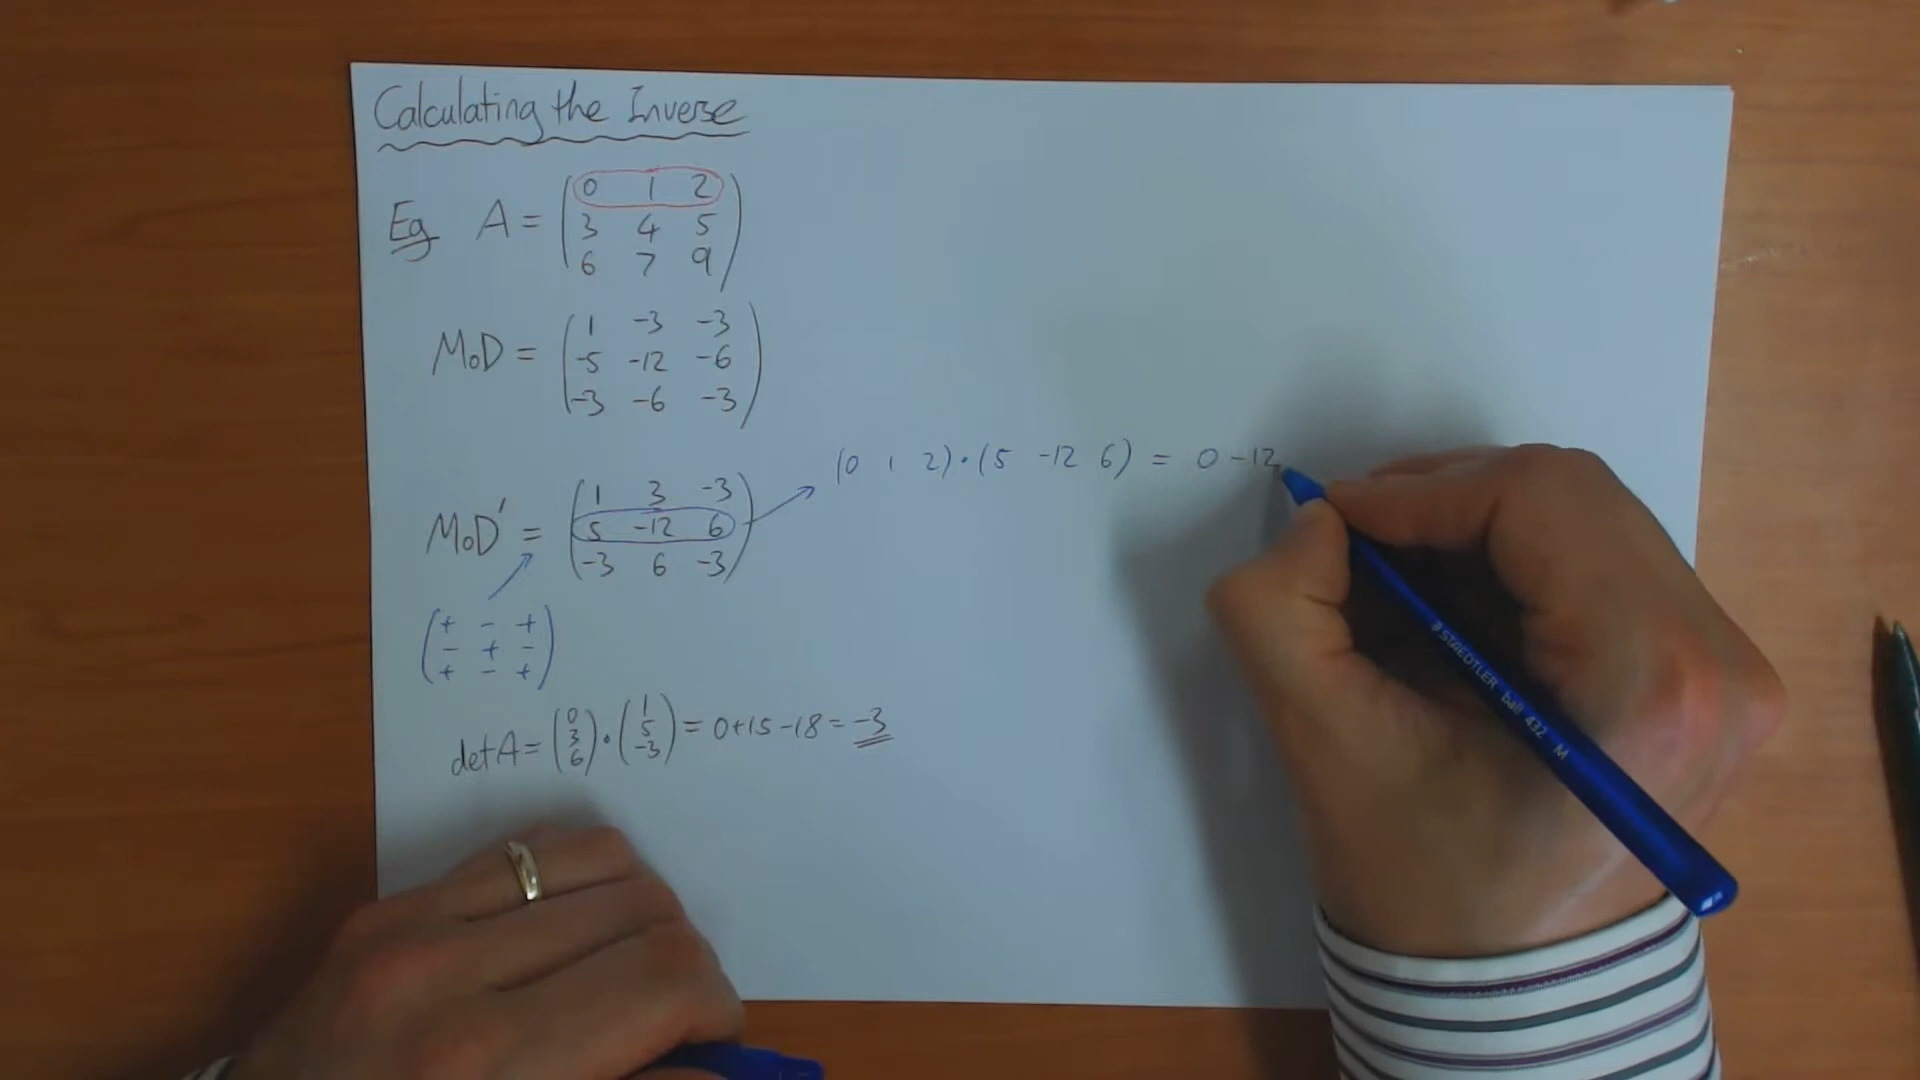 Calculating the Inverse
Eg A = (0 1 2
3 4 5
6 7 9)
MoD = (1 -3 -3
-5 -12 -6
-3 -6 -3)
(0 1 2)·(5 -12 6) = 0 -12
MoD' = (1 3 -3
5 -12 6
-3 6 -3)
(+ - +
- + -
+ - +)
det A = (0 3 6)·(1 5 -3) = 0+15-18 = -3
STAEDTLER ball 432 M